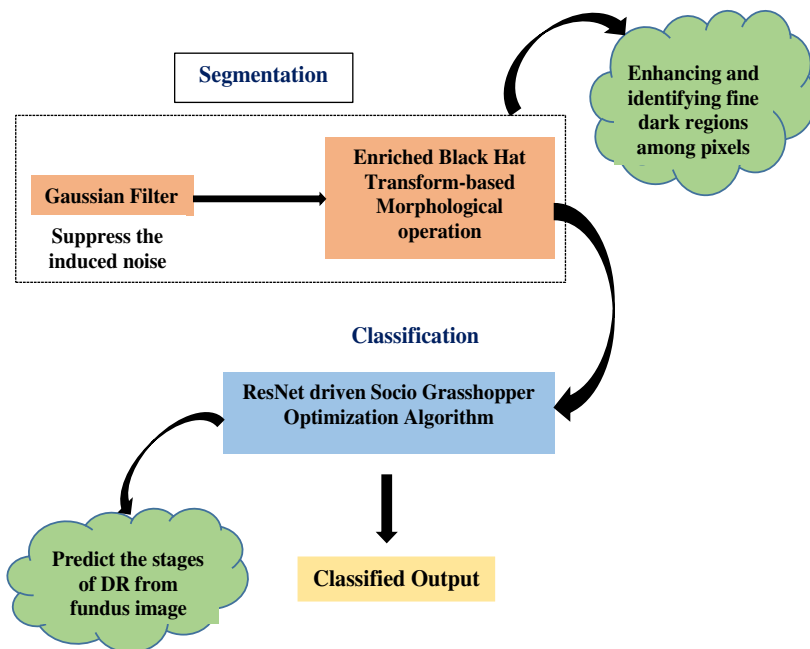 Segmentation
Enhancing and
identifying fine
dark regions
among pixels
Gaussian Filter
Suppress the
induced noise
Enriched Black Hat
Transform-based
Morphological
operation
Classification
ResNet driven Socio Grasshopper
Optimization Algorithm
Predict the stages
of DR from
fundus image
Classified Output